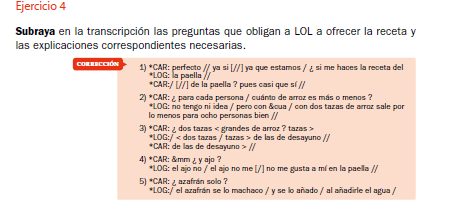 Ejercicio 4
Subraya en la transcripción las preguntas que obligan a LOL a ofrecer la receta y
las explicaciones correspondientes necesarias.
CORRECCIÓN
1) *CAR: perfecto // ya si [///] ya que estamos / ¿ si me haces la receta del
*LOG: la paella //
*CAR:/ [//] de la paella ? pues casi que sí //
2) *CAR: ¿ para cada persona / cuánto de arroz es más o menos ?
*LOG: no tengo ni idea / pero con &cua / con dos tazas de arroz sale por
lo menos para ocho personas bien //
3) *CAR: ¿ dos tazas < grandes de arroz ? tazas >
*LOG:/ < dos tazas / tazas > de las de desayuno //
*CAR: de las de desayuno > //
4) *CAR: &mm ¿ y ajo ?
*LOG: el ajo no / el ajo no me [/] no me gusta a mí en la paella //
5) *CAR: ¿ azafrán solo ?
*LOG:/ el azafrán se lo machaco / y se lo añado / al añadirle el agua /